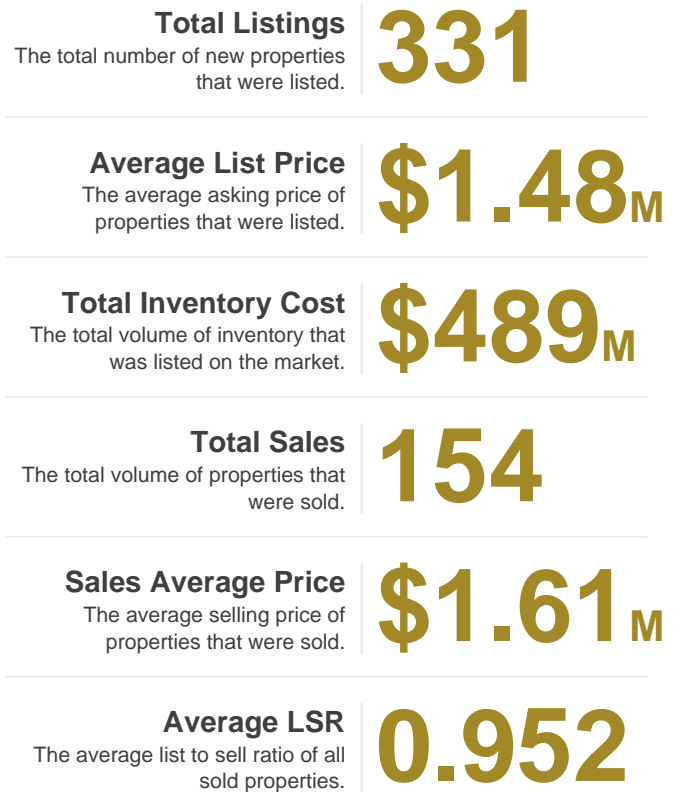 Total Listings
The total number of new properties
that were listed.
331
Average List Price
The average asking price of
properties that were listed.
$1.48M
Total Inventory Cost
The total volume of inventory that
was listed on the market.
$489M
Total Sales
The total volume of properties that
were sold.
154
Sales Average Price
The average selling price of
properties that were sold.
$1.61M
Average LSR
The average list to sell ratio of all
sold properties.
0.952